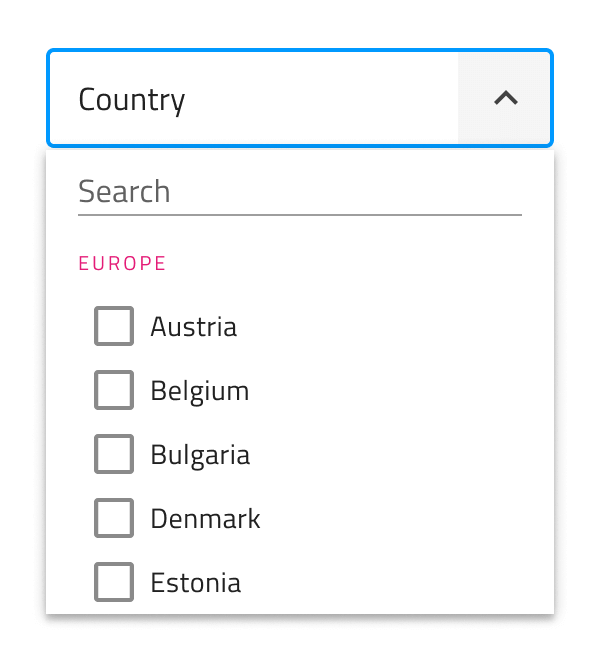 Country
Search
EUROPE
Austria
Belgium
Bulgaria
Denmark
Estonia